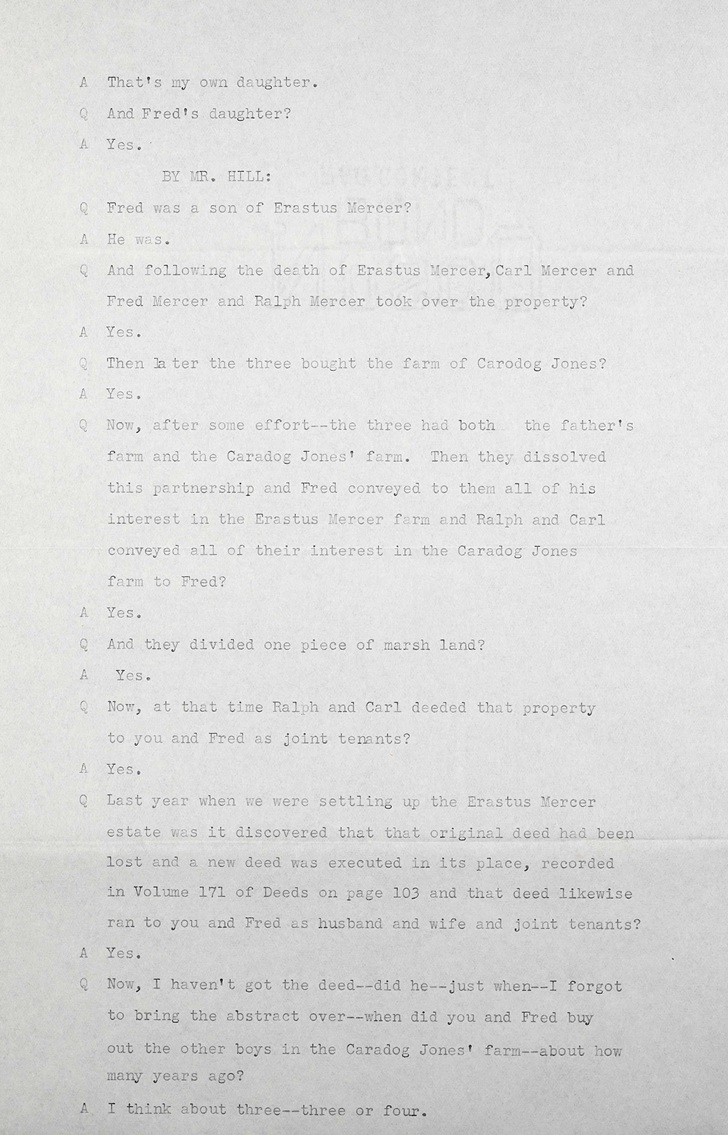 A That's my own daughter.
Q And Fred's daughter?
A Yes.
BY MR. HILL:
Q Fred was a son of Erastus Mercer?
A He was.
Q And following the death of Erastus Mercer, Carl Mercer and
Fred Mercer and Ralph Mercer took over the property?
A Yes.
Q Then later the three bought the farm of Carodog Jones?
A Yes.
Q Now, after some effort--the three had both the father's
farm and the Caradog Jones' farm. Then they dissolved
this partnership and Fred conveyed to them all of his
interest in the Erastus Mercer farm and Ralph and Carl
conveyed all of their interest in the Caradog Jones
farm to Fred?
A Yes.
Q And they divided one piece of marsh land?
A Yes.
Q Now, at that time Ralph and Carl deeded that property
to you and Fred as joint tenants?
A Yes.
Q Last year when we were settling up the Erastus Mercer
estate was it discovered that that original deed had been
lost and a new deed was executed in its place, recorded
in Volume 171 of Deeds on page 103 and that deed likewise
ran to you and Fred as husband and wife and joint tenants?
A Yes.
Q Now, I haven't got the deed--did he--just when--I forgot
to bring the abstract over--when did you and Fred buy
out the other boys in the Caradog Jones' farm--about how
many years ago?
A I think about three--three or four.